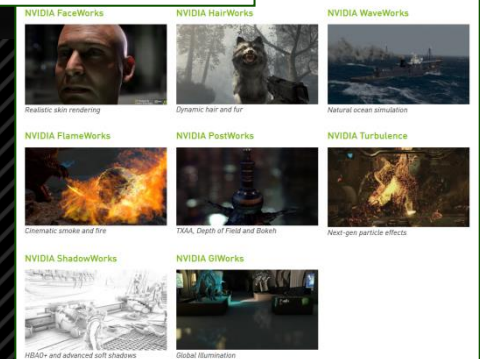 NVIDIA FaceWorks
NVIDIA HairWorks
NVIDIA WaveWorks
Realistic skin rendering
Dynamic hair and fur
Natural ocean simulation
NVIDIA FlameWorks
NVIDIA PostWorks
NVIDIA Turbulence
Cinematic smoke and fire
TXAA, Depth of Field and Bokeh
Next-gen particle effects
NVIDIA ShadowWorks
NVIDIA GIWorks
HBAO+ and advanced soft shadows
Global Illumination